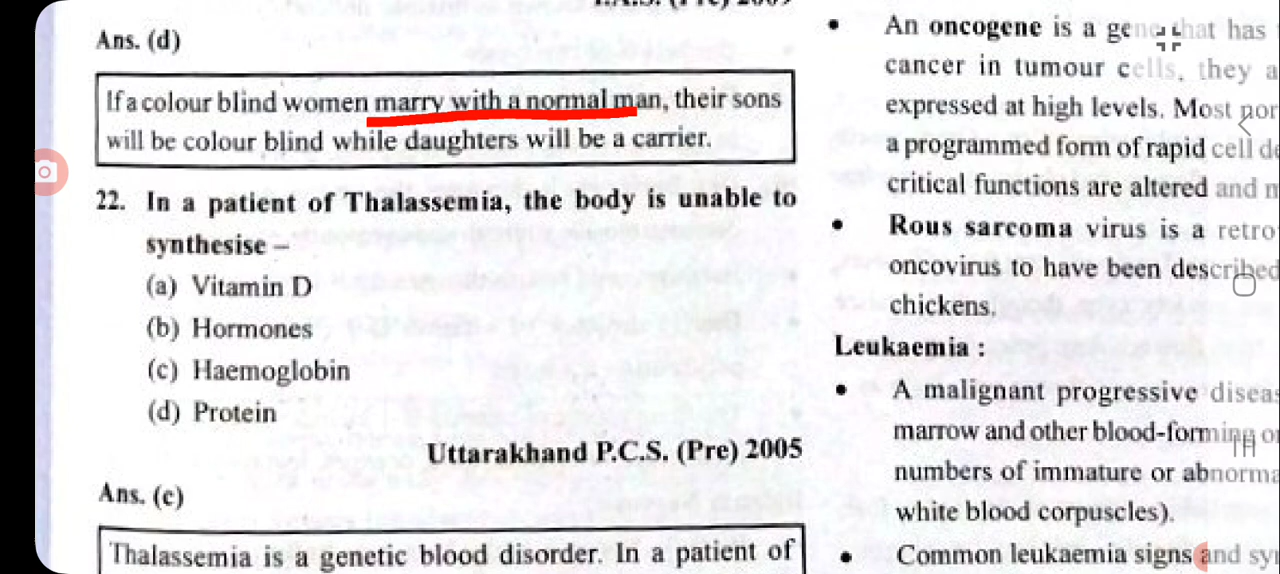 Ans. (d)
If a colour blind women marry with a normal man, their sons
will be colour blind while daughters will be a carrier.
22. In a patient of Thalassemia, the body is unable to
synthesise –
(a) Vitamin D
(b) Hormones
(c) Haemoglobin
(d) Protein
Uttarakhand P.C.S. (Pre) 2005
Ans. (c)
Thalassemia is a genetic blood disorder. In a patient of
• An oncogene is a gene that has
cancer in tumour cells, they a
expressed at high levels. Most
a programmed form of rapid cell
critical functions are altered and
• Rous sarcoma virus is a retro
oncovirus to have been described
chickens.
Leukaemia :
• A malignant progressive
marrow and other blood-forming
numbers of immature or
white blood corpuscles).
• Common leukaemia signs and